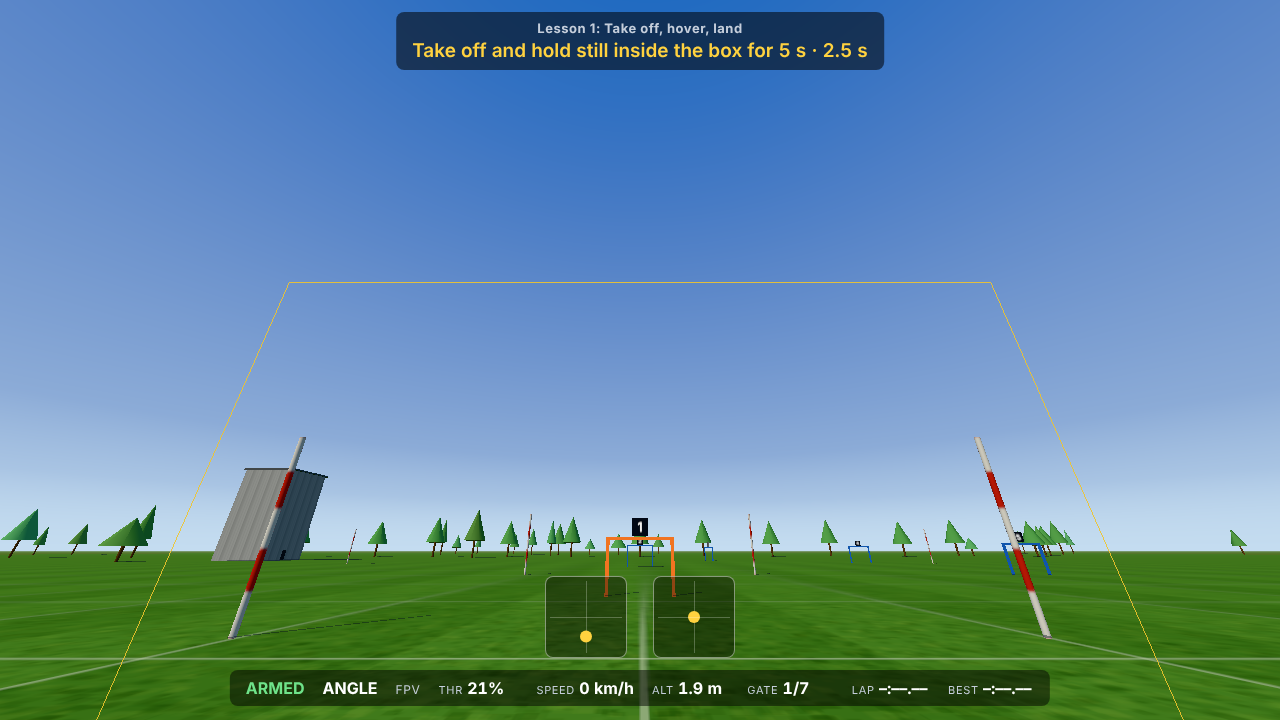 Lesson 1: Take off, hover, land
Take off and hold still inside the box for 5 s · 2.5 s
1
ARMED ANGLE FPV THR 21% SPEED 0 km/h ALT 1.9 m GATE 1/7 LAP –:––.–– BEST –:––.––